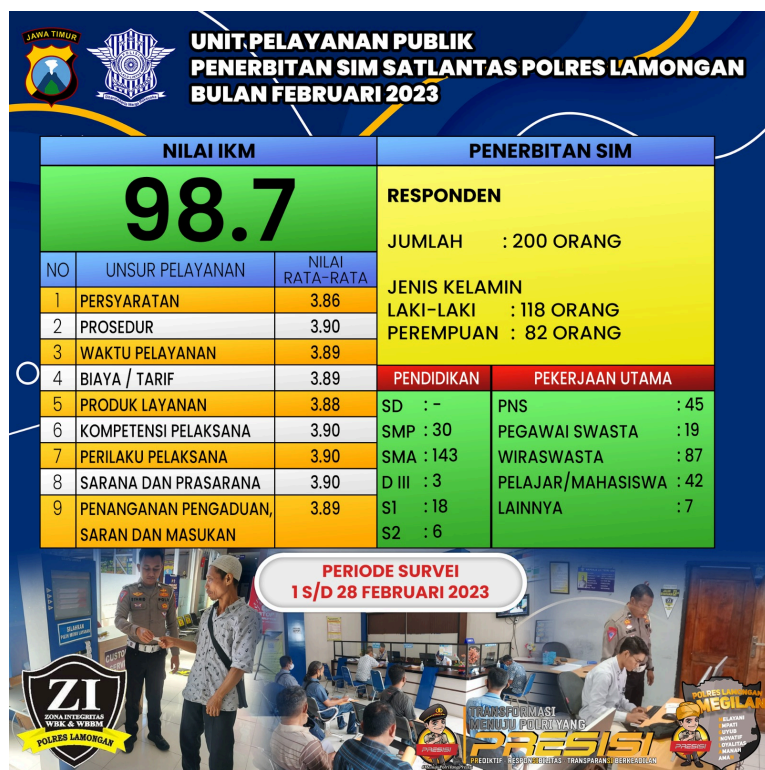 JAWA TIMUR
UNIT PELAYANAN PUBLIK
PENERBITAN SIM SATLANTAS POLRES LAMONGAN
BULAN FEBRUARI 2023
NILAI IKM
98.7
NO UNSUR PELAYANAN NILAI RATA-RATA
1 PERSYARATAN 3.86
2 PROSEDUR 3.90
3 WAKTU PELAYANAN 3.89
4 BIAYA / TARIF 3.89
5 PRODUK LAYANAN 3.88
6 KOMPETENSI PELAKSANA 3.90
7 PERILAKU PELAKSANA 3.90
8 SARANA DAN PRASARANA 3.90
9 PENANGANAN PENGADUAN, 3.89
SARAN DAN MASUKAN
PENERBITAN SIM
RESPONDEN
JUMLAH : 200 ORANG
JENIS KELAMIN
LAKI-LAKI : 118 ORANG
PEREMPUAN : 82 ORANG
PENDIDIKAN
SD : -
SMP : 30
SMA : 143
D III : 3
S1 : 18
S2 : 6
PEKERJAAN UTAMA
PNS : 45
PEGAWAI SWASTA : 19
WIRASWASTA : 87
PELAJAR/MAHASISWA : 42
LAINNYA : 7
PERIODE SURVEI
1 S/D 28 FEBRUARI 2023
ZI
ZONA INTEGRITAS
WBK & WBBM
POLRES LAMONGAN
TRANSFORMASI
MENUJU POLRI YANG
PRESISI
PREDIKTIF RESPONSIBILITAS TRANSPARANSI BERKEADILAN
PRESISI
POLRES LAMONGAN
MEGILAN
PRESISI